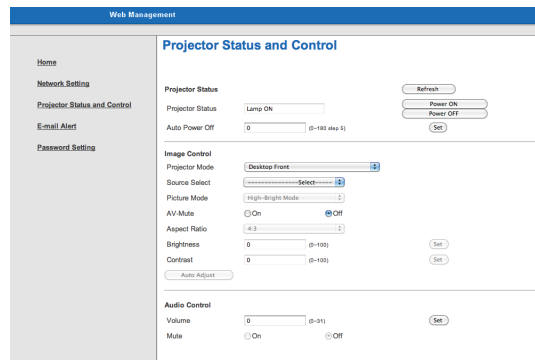 Web Management
Projector Status and Control
Home
Network Setting
Projector Status and Control
E-mail Alert
Password Setting
Projector Status
Refresh
Projector Status
Lamp ON
Power ON
Power OFF
Auto Power Off
0
(0~180 step 5)
Set
Image Control
Projector Mode
Desktop Front
Source Select
------------------Select------
Picture Mode
High-Bright Mode
AV-Mute
On
Off
Aspect Ratio
4:3
Brightness
0
(0~100)
Set
Contrast
0
(0~100)
Set
Auto Adjust
Audio Control
Volume
0
(0~31)
Set
Mute
On
Off